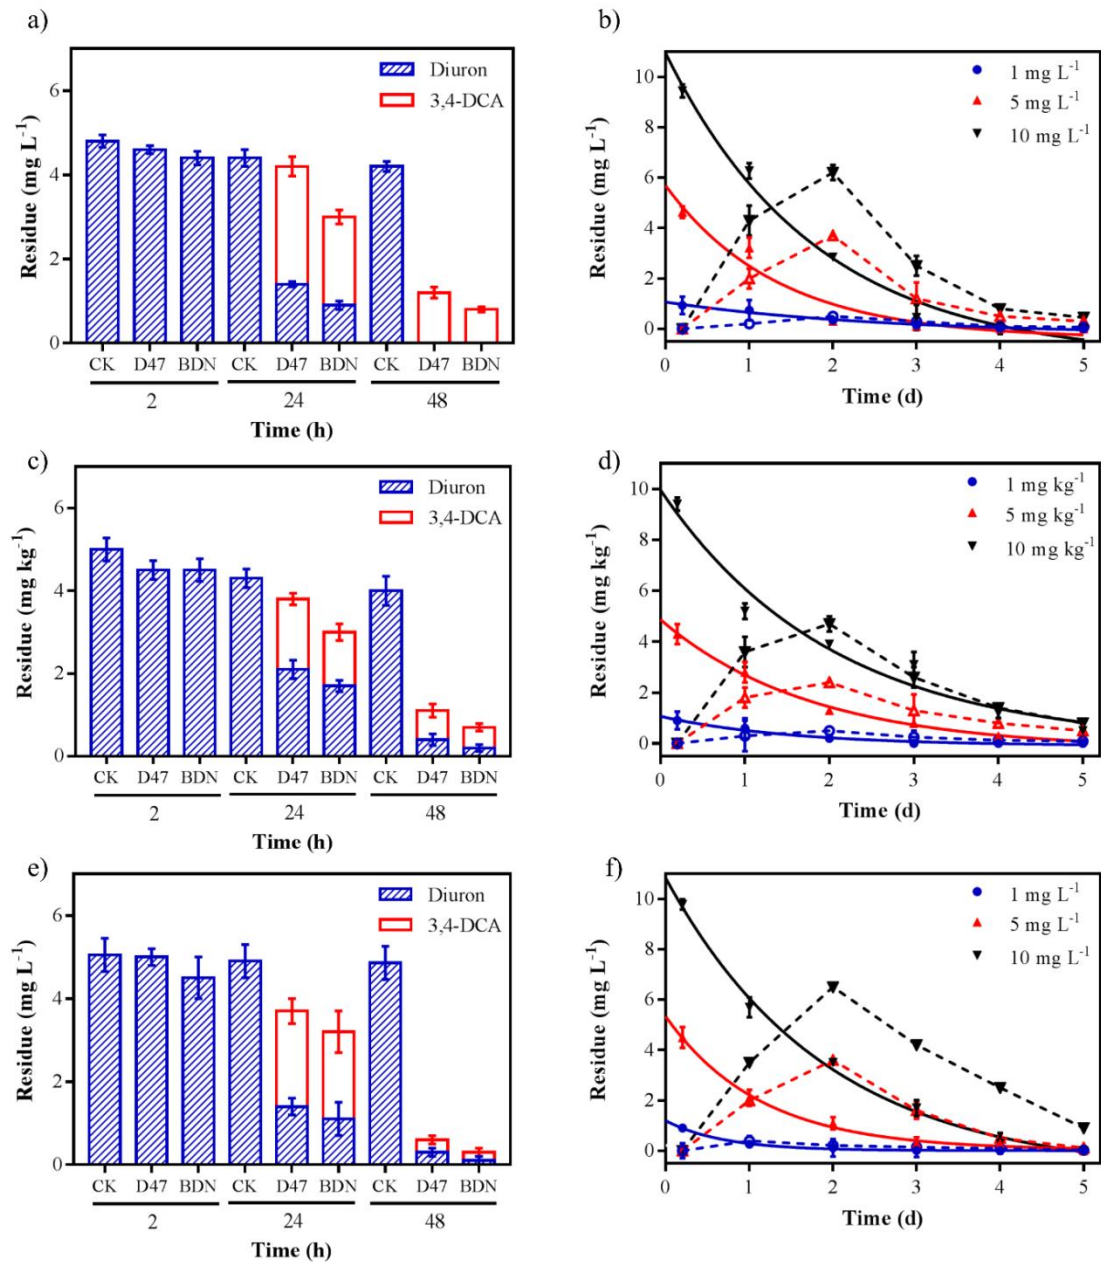 a)
Residue (mg L⁻¹)
6
4
2
0
Diuron
3,4-DCA
CK D47 BDN CK D47 BDN CK D47 BDN
2 24 48
Time (h)
b)
Residue (mg L⁻¹)
10
8
6
4
2
0
1 mg L⁻¹
5 mg L⁻¹
10 mg L⁻¹
0 1 2 3 4 5
Time (d)
c)
Residue (mg kg⁻¹)
6
4
2
0
Diuron
3,4-DCA
CK D47 BDN CK D47 BDN CK D47 BDN
2 24 48
Time (h)
d)
Residue (mg kg⁻¹)
10
8
6
4
2
0
1 mg kg⁻¹
5 mg kg⁻¹
10 mg kg⁻¹
0 1 2 3 4 5
Time (d)
e)
Residue (mg L⁻¹)
6
4
2
0
Diuron
3,4-DCA
CK D47 BDN CK D47 BDN CK D47 BDN
2 24 48
Time (h)
f)
Residue (mg L⁻¹)
10
8
6
4
2
0
1 mg L⁻¹
5 mg L⁻¹
10 mg L⁻¹
0 1 2 3 4 5
Time (d)